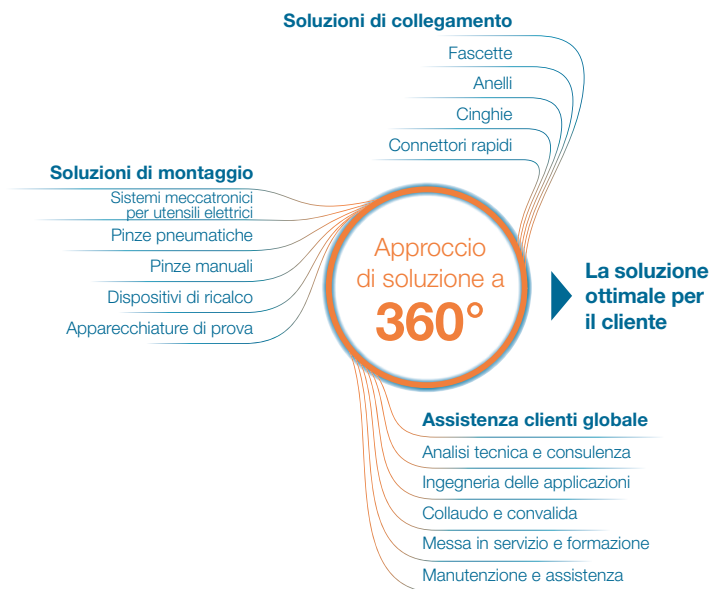 Soluzioni di collegamento
Fascette
Anelli
Cinghie
Connettori rapidi
Soluzioni di montaggio
Sistemi meccatronici
per utensili elettrici
Pinze pneumatiche
Pinze manuali
Dispositivi di ricalco
Apparecchiature di prova
Approccio
di soluzione a
360°
La soluzione
ottimale per
il cliente
Assistenza clienti globale
Analisi tecnica e consulenza
Ingegneria delle applicazioni
Collaudo e convalida
Messa in servizio e formazione
Manutenzione e assistenza